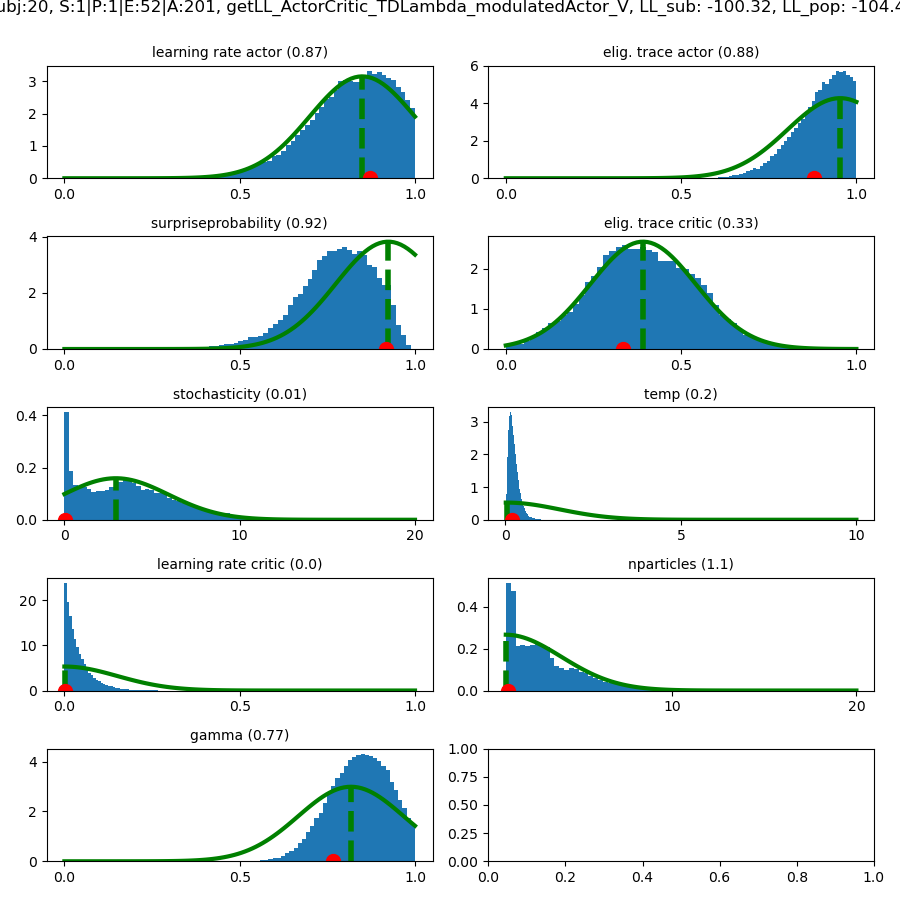 ubj:20, S:1|P:1|E:52|A:201, getLL_ActorCritic_TDLambda_modulatedActor_V, LL_sub: -100.32, LL_pop: -104.4
learning rate actor (0.87)
elig. trace actor (0.88)
3
2
1
0
0.0 0.5 1.0
6
4
2
0
0.0 0.5 1.0
surpriseprobability (0.92)
elig. trace critic (0.33)
4
2
0
0.0 0.5 1.0
2
1
0
0.0 0.5 1.0
stochasticity (0.01)
temp (0.2)
0.4
0.2
0.0
0 10 20
3
2
1
0
0 5 10
learning rate critic (0.0)
nparticles (1.1)
20
10
0
0.0 0.5 1.0
0.4
0.2
0.0
10 20
gamma (0.77)
4
2
0
0.0 0.5 1.0
1.00
0.75
0.50
0.25
0.00
0.0 0.2 0.4 0.6 0.8 1.0